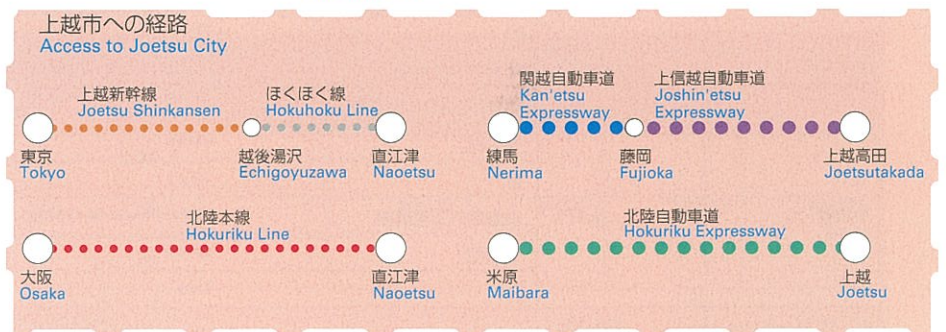 上越市への経路
Access to Joetsu City
上越新幹線
Joetsu Shinkansen
ほくほく線
Hokuhoku Line
東京
Tokyo
越後湯沢
Echigoyuzawa
直江津
Naoetsu
関越自動車道
Kan'etsu
Expressway
上信越自動車道
Joshin'etsu
Expressway
練馬
Nerima
藤岡
Fujioka
上越高田
Joetsutakada
北陸本線
Hokuriku Line
大阪
Osaka
直江津
Naoetsu
北陸自動車道
Hokuriku Expressway
米原
Maibara
上越
Joetsu